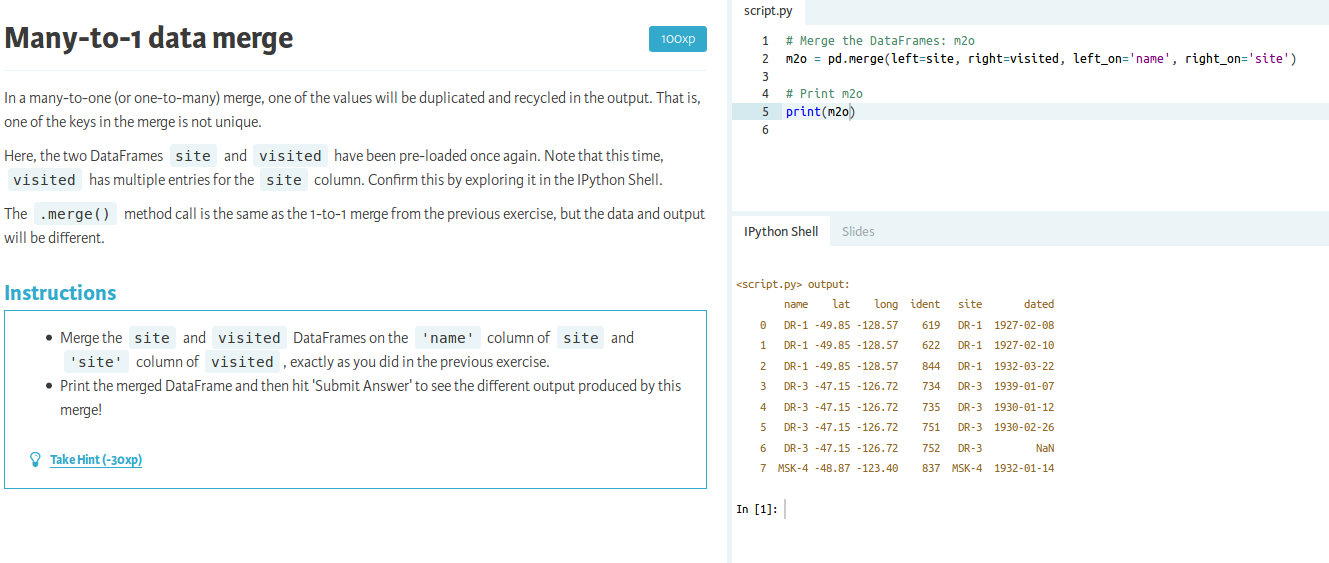 Many-to-1 data merge
100xp
In a many-to-one (or one-to-many) merge, one of the values will be duplicated and recycled in the output. That is,
one of the keys in the merge is not unique.
Here, the two DataFrames site and visited have been pre-loaded once again. Note that this time,
visited has multiple entries for the site column. Confirm this by exploring it in the IPython Shell.
The .merge() method call is the same as the 1-to-1 merge from the previous exercise, but the data and output
will be different.
Instructions
• Merge the site and visited DataFrames on the 'name' column of site and
'site' column of visited , exactly as you did in the previous exercise.
• Print the merged DataFrame and then hit 'Submit Answer' to see the different output produced by this
merge!
Take Hint (-30xp)
script.py
1 # Merge the DataFrames: m2o
2 m2o = pd.merge(left=site, right=visited, left_on='name', right_on='site')
3
4 # Print m2o
5 print(m2o)
6
IPython Shell Slides
<script.py> output:
name lat long ident site dated
0 DR-1 -49.85 -128.57 619 DR-1 1927-02-08
1 DR-1 -49.85 -128.57 622 DR-1 1927-02-10
2 DR-1 -49.85 -128.57 844 DR-1 1932-03-22
3 DR-3 -47.15 -126.72 734 DR-3 1939-01-07
4 DR-3 -47.15 -126.72 735 DR-3 1930-01-12
5 DR-3 -47.15 -126.72 751 DR-3 1930-02-26
6 DR-3 -47.15 -126.72 752 DR-3 NaN
7 MSK-4 -48.87 -123.40 837 MSK-4 1932-01-14
In [1]: